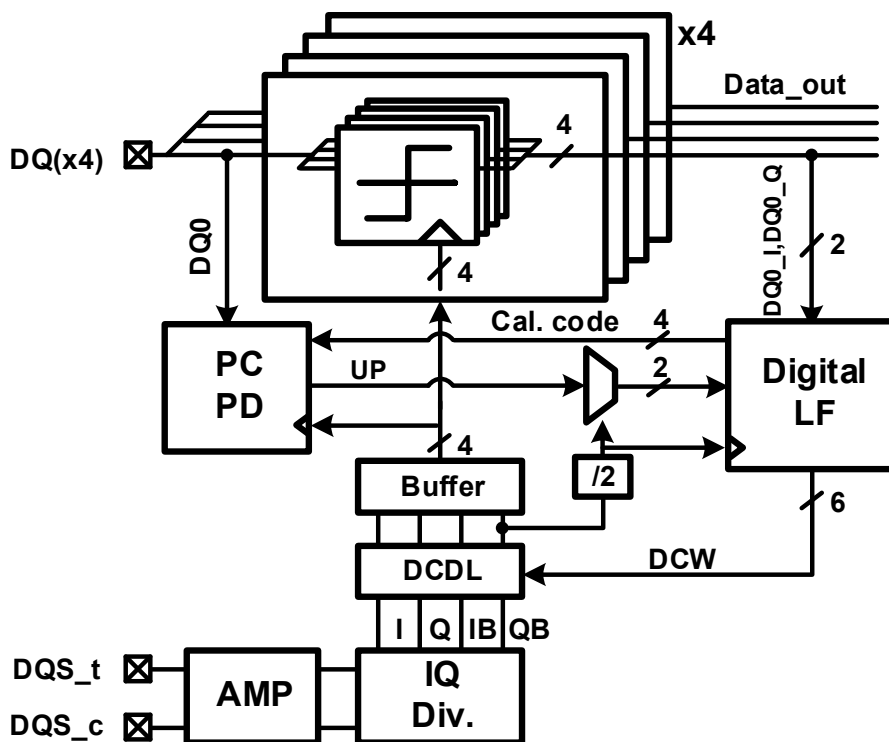 x4
Data_out
DQ(x4)
4
DQ0
4
DQ0_I,DQ0_Q
2
Cal. code
4
PC
PD
UP
2
Digital
LF
4
Buffer
/2
6
DCDL
DCW
I Q IB QB
DQS_t
AMP
IQ
Div.
DQS_c